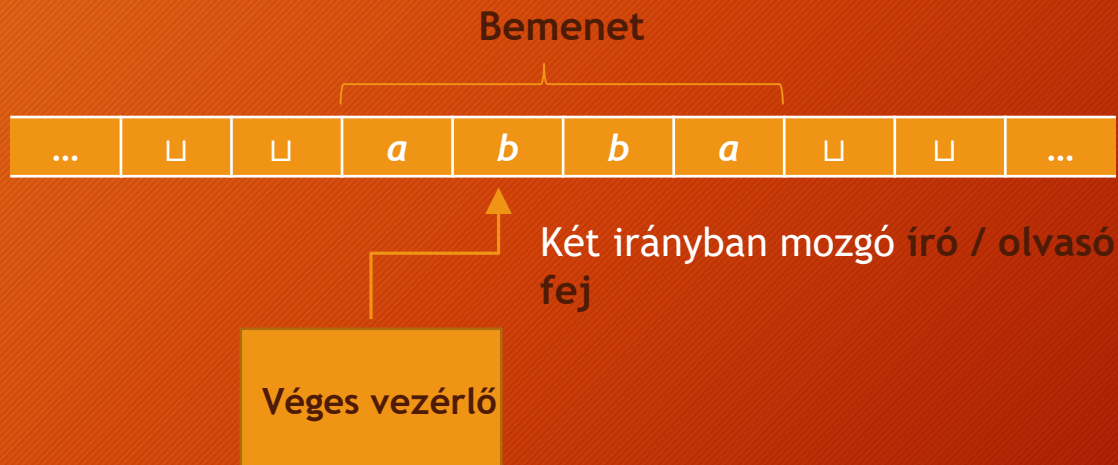 Bemenet
... ⊔ ⊔ a b b a ⊔ ⊔ ...
Két irányban mozgó író / olvasó
fej
Véges vezérlő